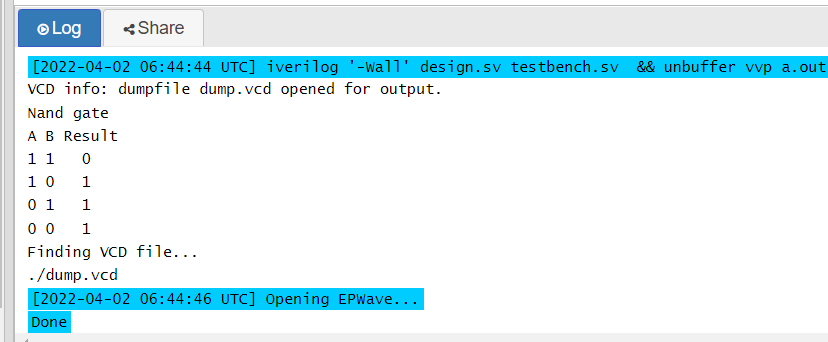 Log Share
[2022-04-02 06:44:44 UTC] iverilog '-Wall' design.sv testbench.sv  && unbuffer vvp a.out
VCD info: dumpfile dump.vcd opened for output.
Nand gate
A B Result
1 1   0
1 0   1
0 1   1
0 0   1
Finding VCD file...
./dump.vcd
[2022-04-02 06:44:46 UTC] Opening EPWave...
Done